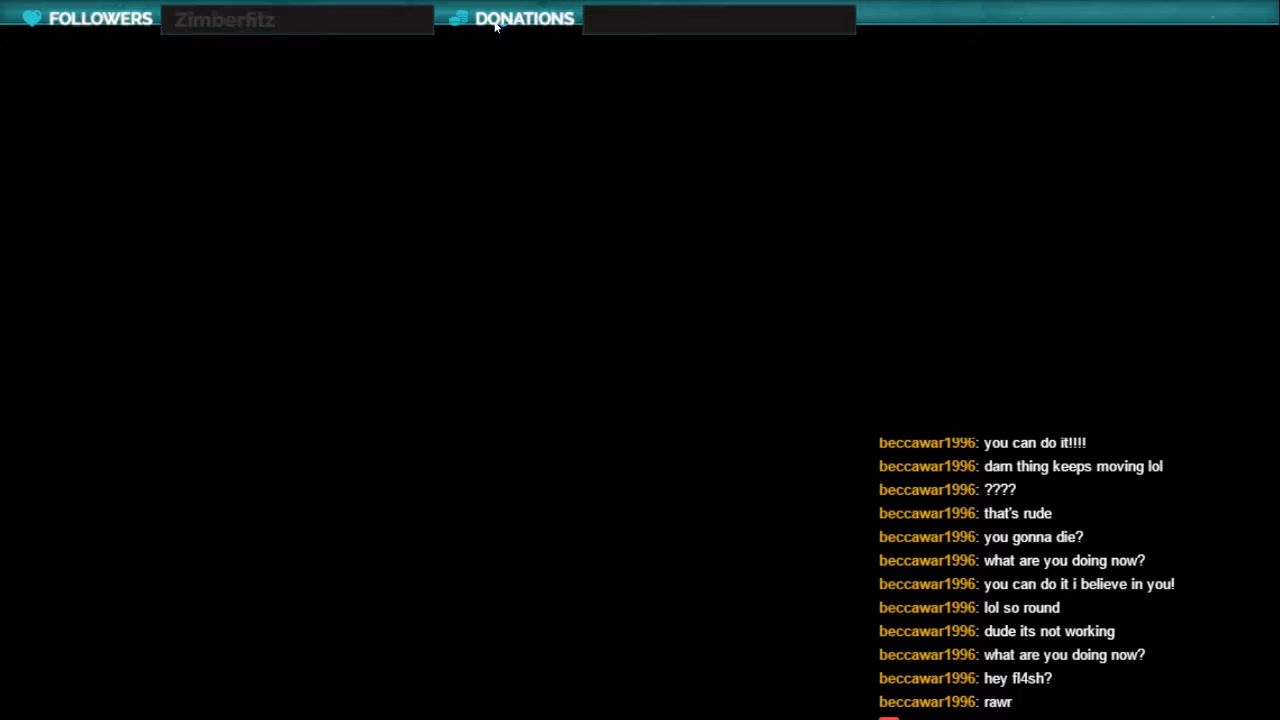 FOLLOWERS Zimberfitz DONATIONS
beccawar1996: you can do it!!!!
beccawar1996: darn thing keeps moving lol
beccawar1996: ????
beccawar1996: that's rude
beccawar1996: you gonna die?
beccawar1996: what are you doing now?
beccawar1996: you can do it i believe in you!
beccawar1996: lol so round
beccawar1996: dude its not working
beccawar1996: what are you doing now?
beccawar1996: hey fl4sh?
beccawar1996: rawr